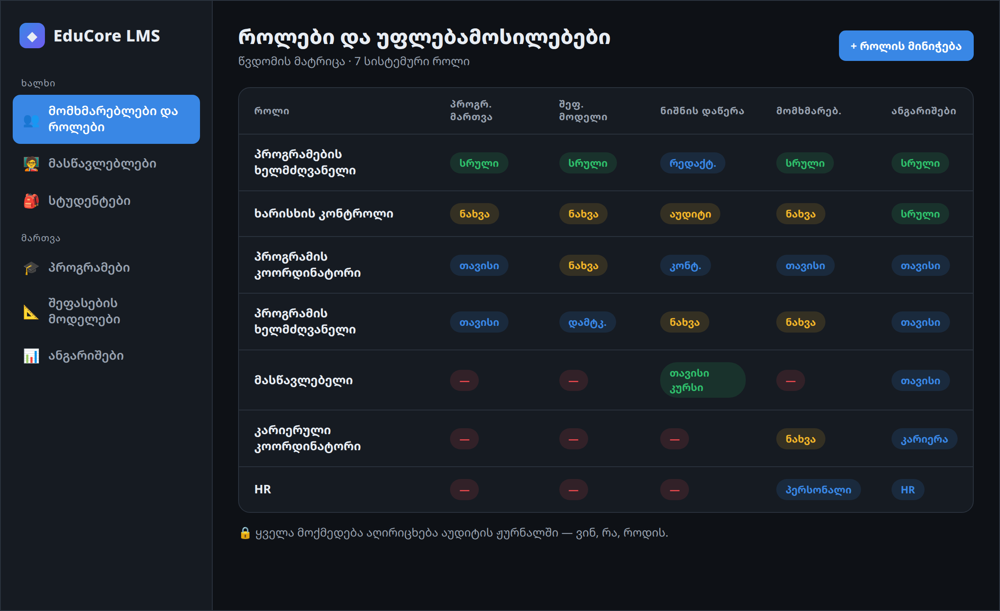 EduCore LMS
ხალხი
მომხმარებლები და
როლები
მასწავლებლები
სტუდენტები
მართვა
პროგრამები
შეფასების
მოდელები
ანგარიშები
როლები და უფლებამოსილებები
წვდომის მატრიცა · 7 სისტემური როლი
+ როლის მინიჭება
როლი
პროგრ.
მართვა
შეფ.
მოდელი
ნიშნის დაწერა
მომხმარებ.
ანგარიშები
პროგრამების
ხელმძღვანელი
სრული
სრული
რედაქტ.
სრული
სრული
ხარისხის კონტროლი
ნახვა
ნახვა
აუდიტი
ნახვა
სრული
პროგრამის
კოორდინატორი
თავისი
ნახვა
კონტ.
თავისი
თავისი
პროგრამის
ხელმძღვანელი
თავისი
დამტკ.
ნახვა
ნახვა
თავისი
მასწავლებელი
—
—
თავისი
კურსი
—
თავისი
კარიერული
კოორდინატორი
—
—
—
ნახვა
კარიერა
HR
—
—
—
პერსონალი
HR
ყველა მოქმედება აღირიცხება აუდიტის ჟურნალში — ვინ, რა, როდის.